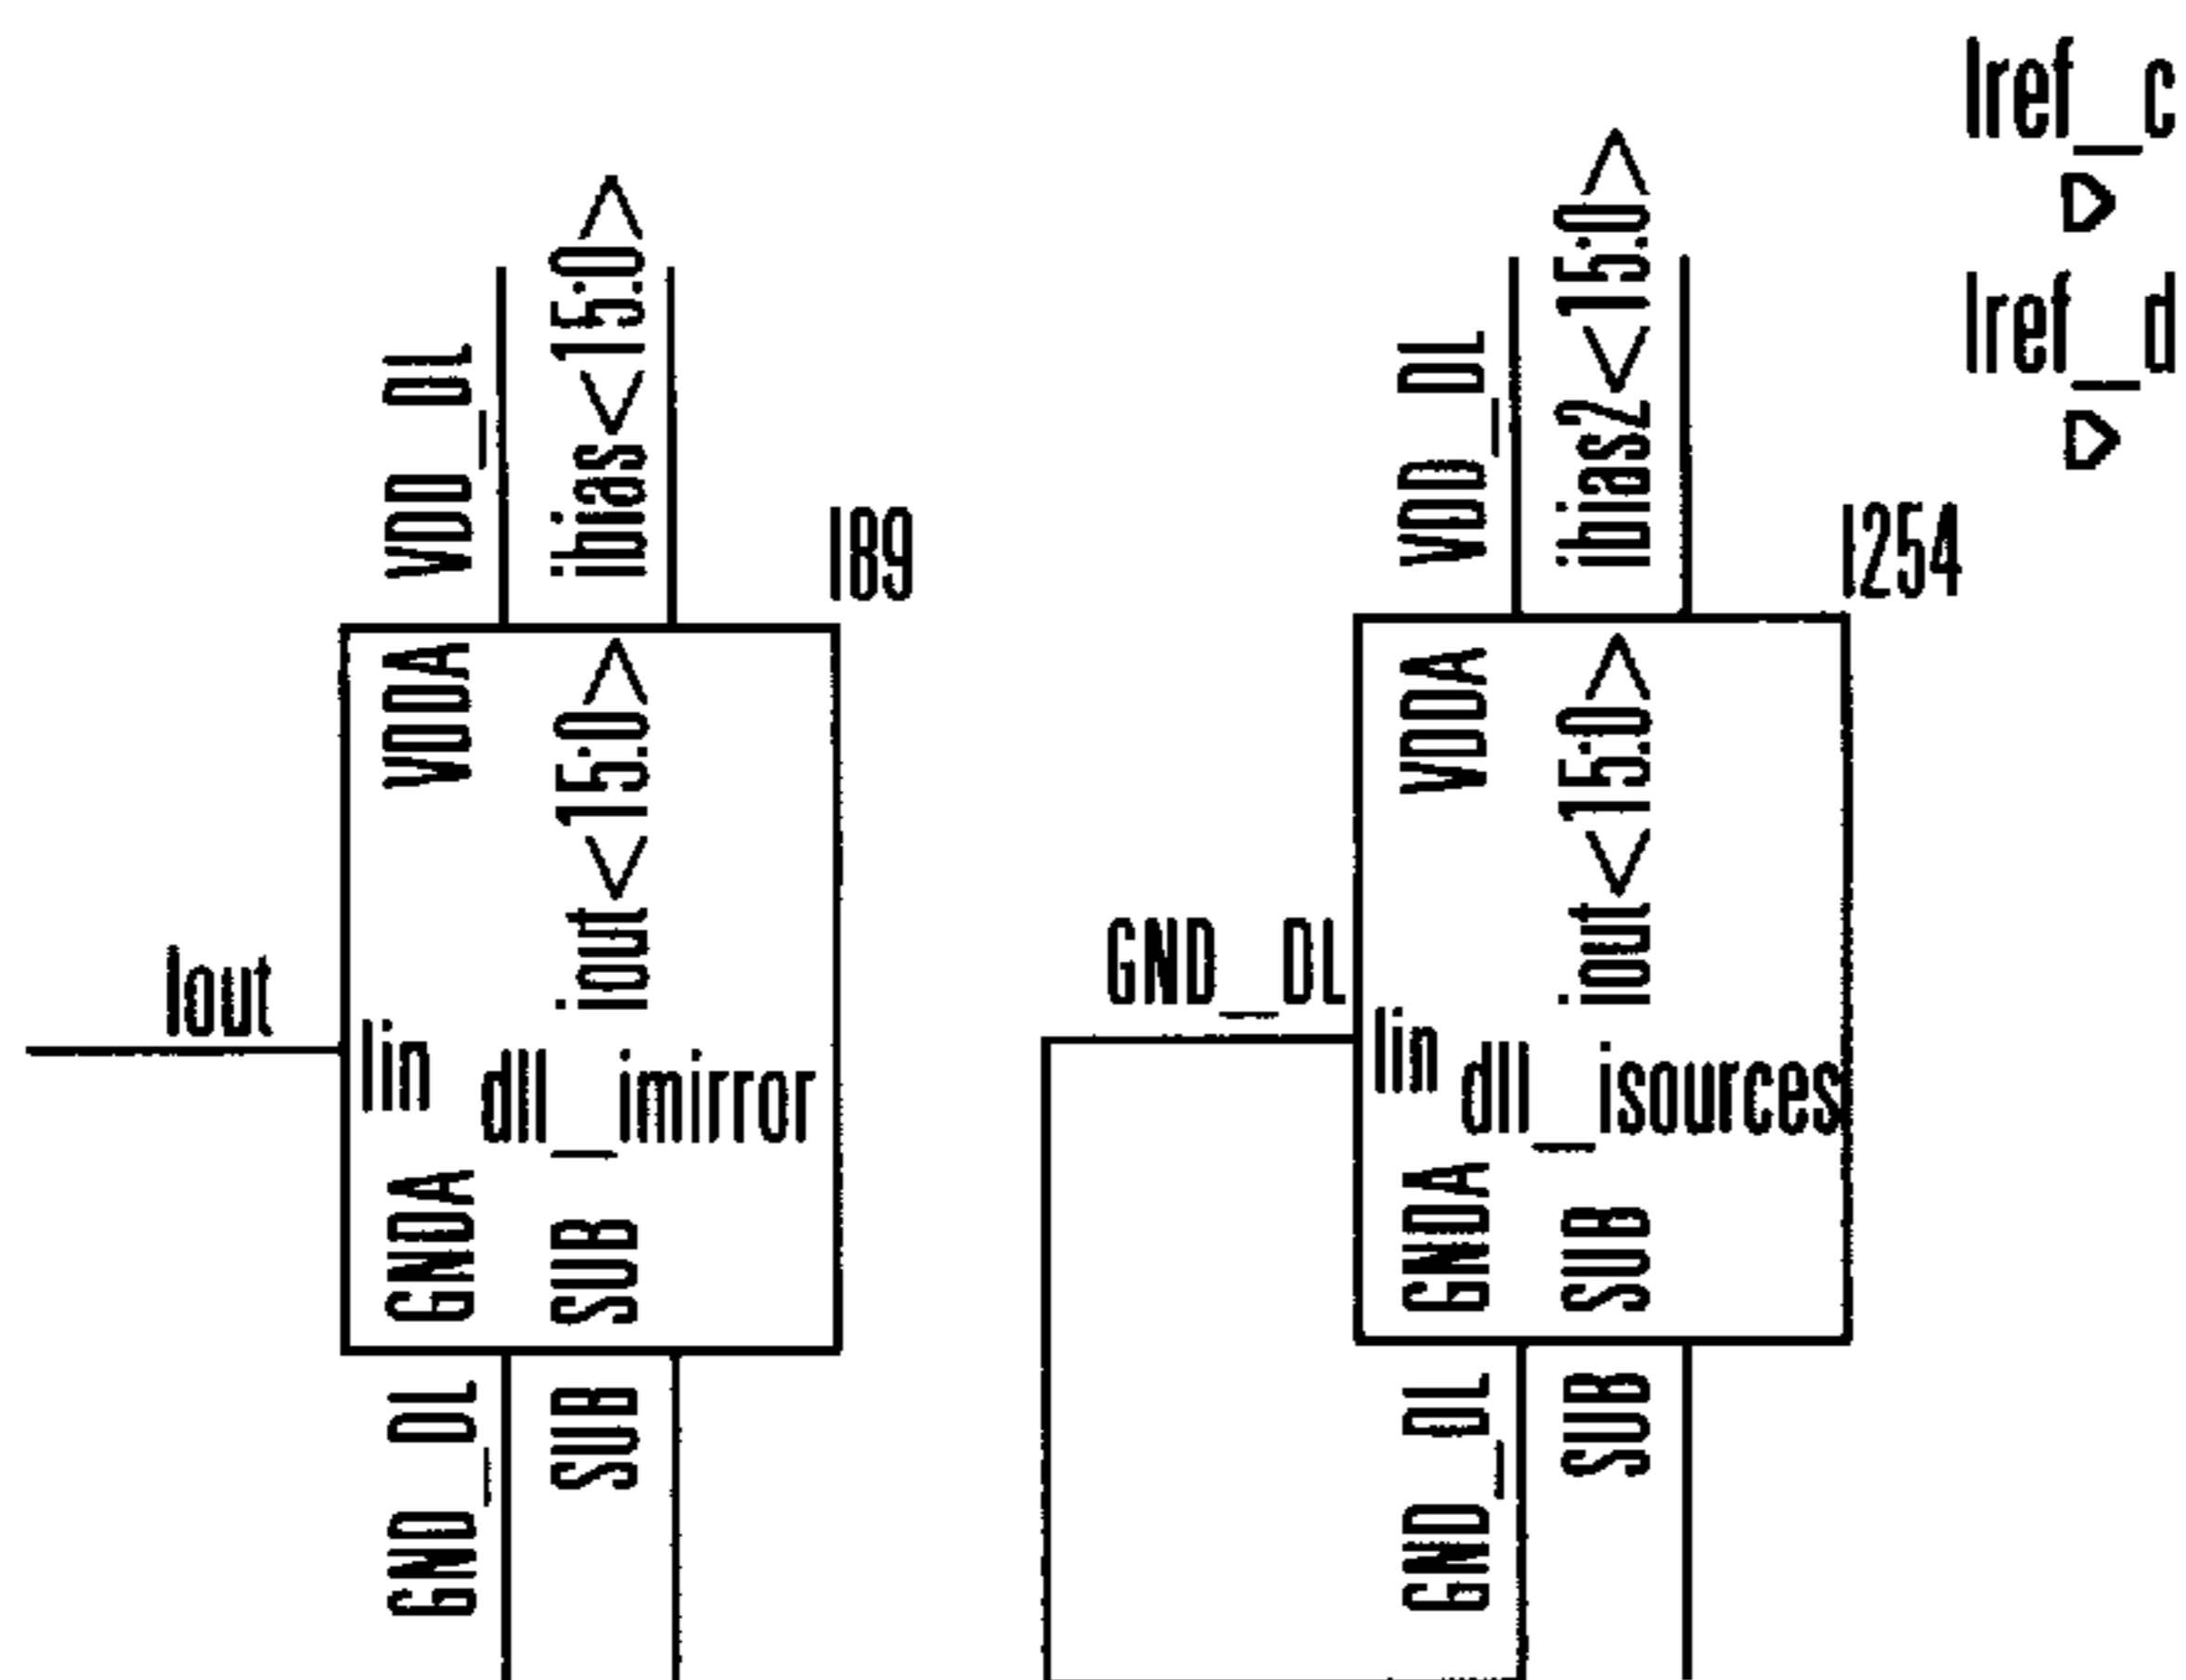 Iref_c
Iref_d
VDD_DL
ibias<15:0>
I89
VDDA
iout<15:0>
Iout
Iin
dll_imirror
GNDA
SUB
GND_DL
SUB
VDD_DL
ibias2<15:0>
I254
VDDA
iout<15:0>
GND_DL
Iin
dll_isources
GNDA
SUB
GND_DL
SUB